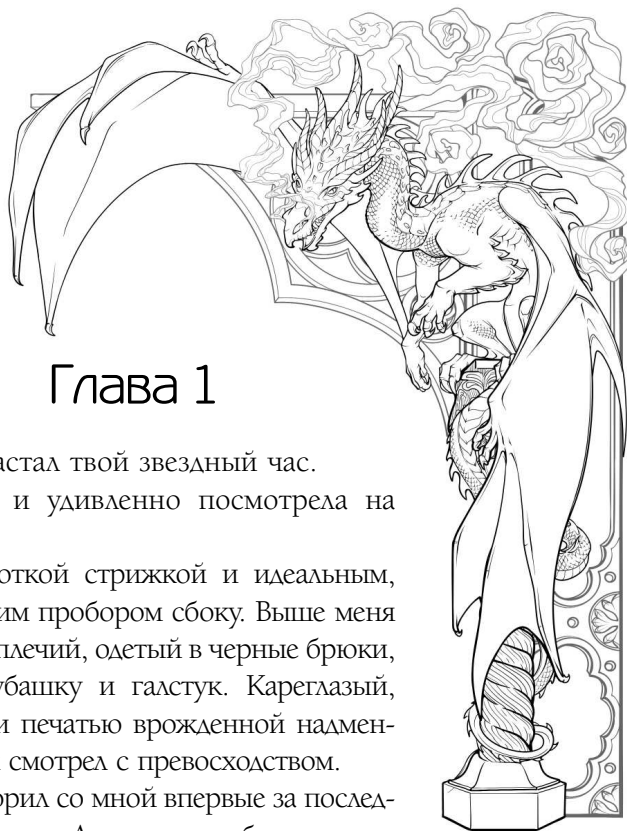 Глава 1
астал твой звездный час.
и удивленно посмотрела на
откой стрижкой и идеальным,
им пробором сбоку. Выше меня
плечий, одетый в черные брюки,
убашку и галстук. Кареглазый,
и печатью врожденной надмен-
смотрел с превосходством.
орил со мной впервые за послед-